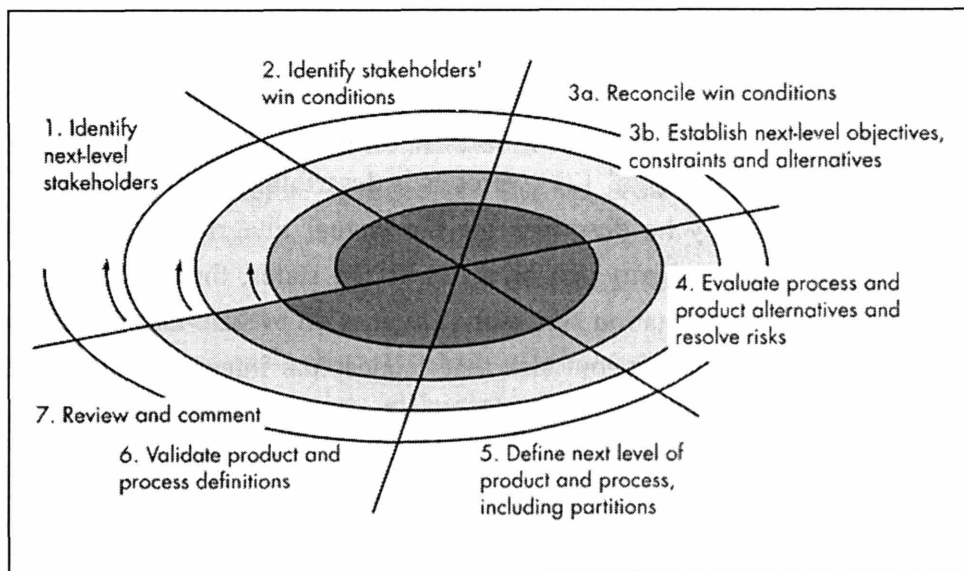 1. Identify
next-level
stakeholders
2. Identify stakeholders'
win conditions
3a. Reconcile win conditions
3b. Establish next-level objectives,
constraints and alternatives
4. Evaluate process and
product alternatives and
resolve risks
5. Define next level of
product and process,
including partitions
6. Validate product and
process definitions
7. Review and comment